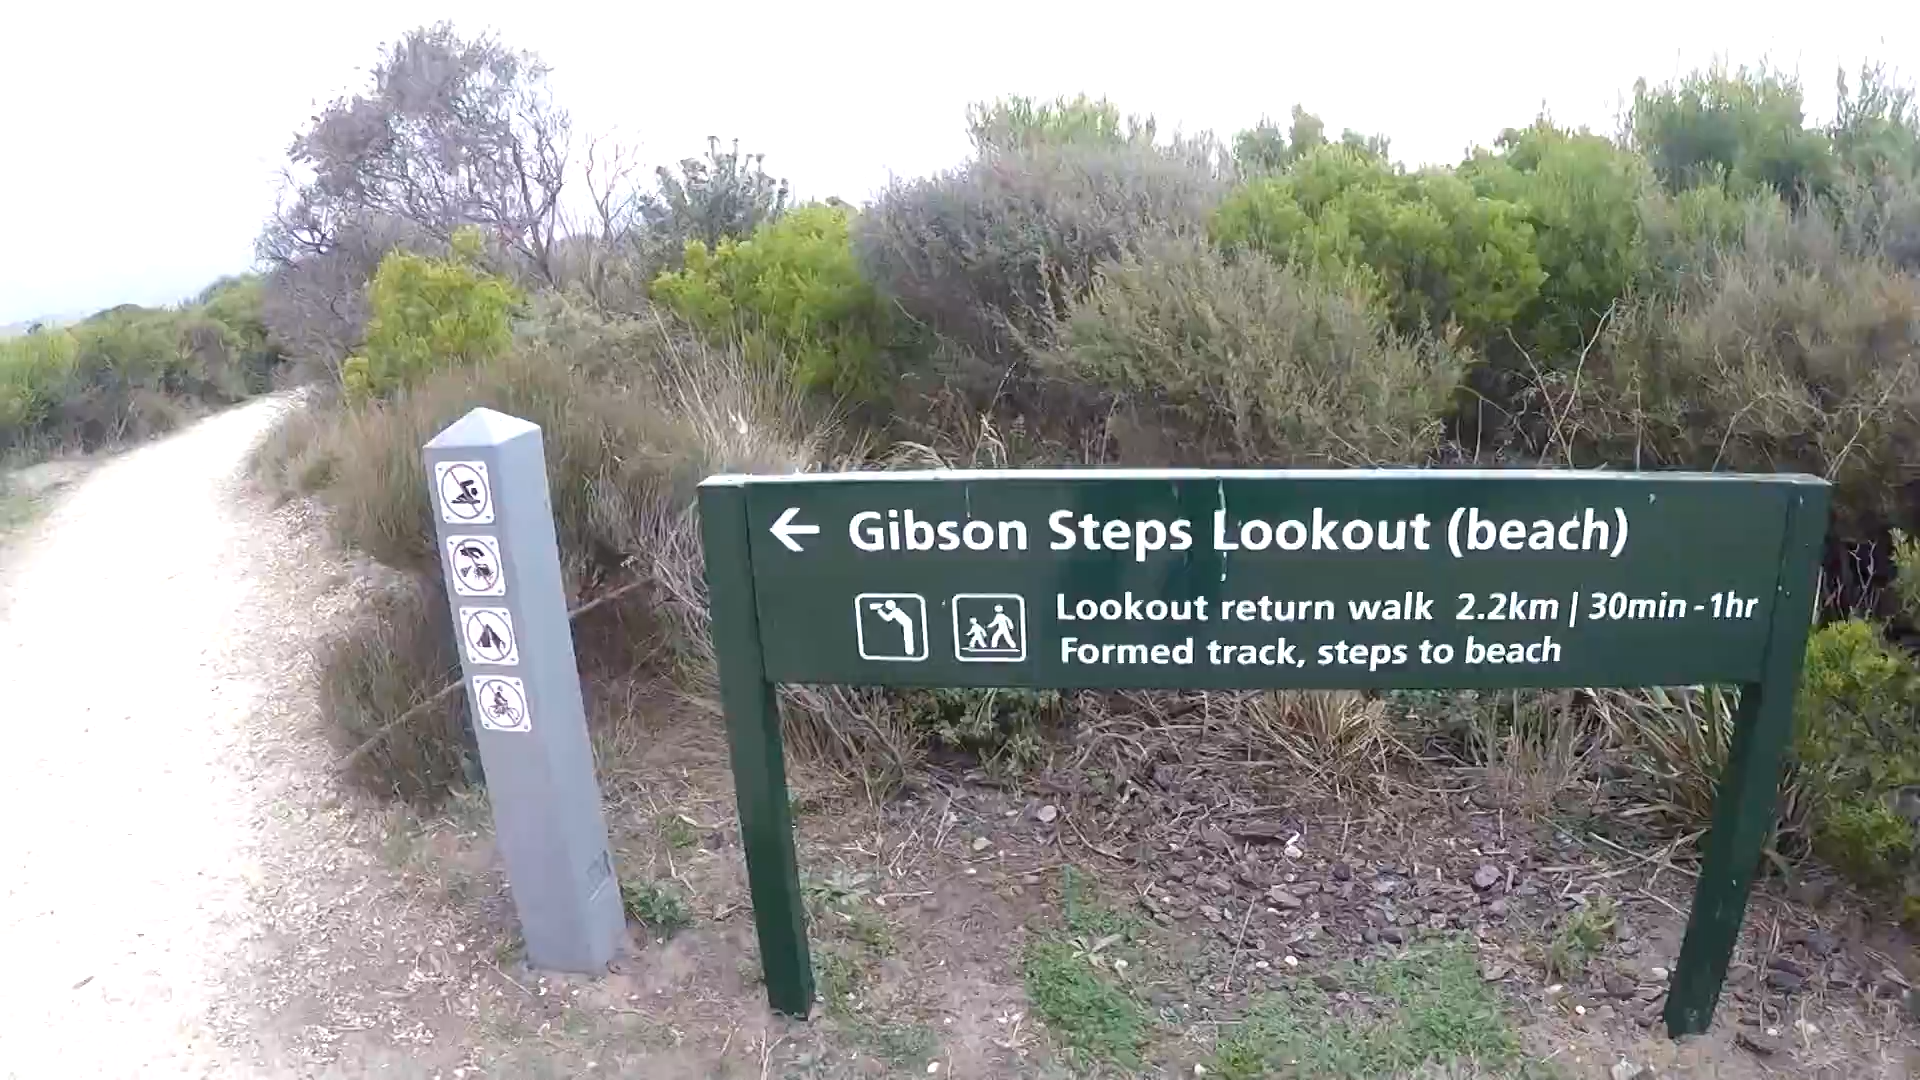 ← Gibson Steps Lookout (beach)
Lookout return walk 2.2km | 30min - 1hr
Formed track, steps to beach